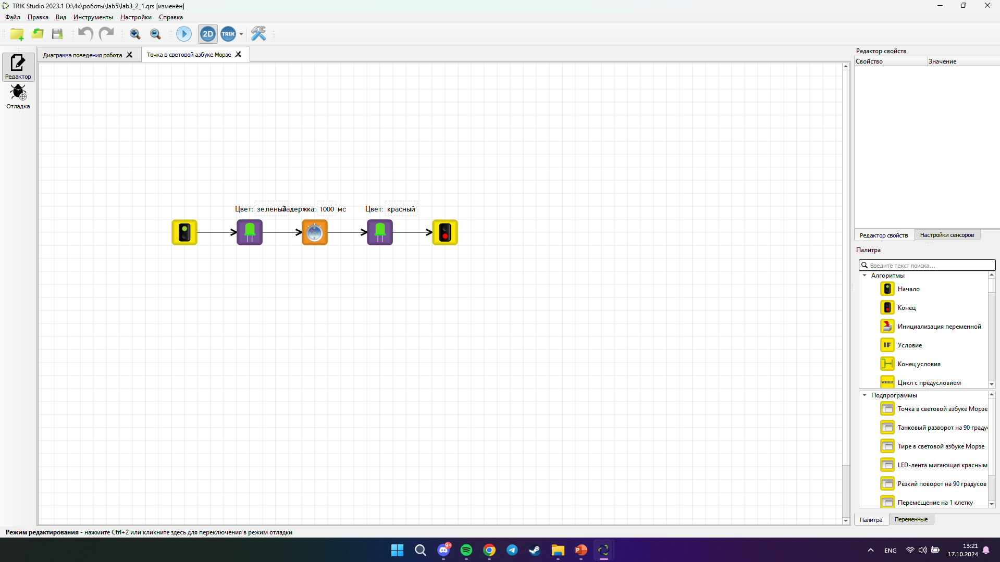 TRIK Studio 2023.1 D:\4к\роботы\lab5\lab3_2_1.qrs [изменён]
Файл Правка Вид Инструменты Настройки Справка
2D TRIK
Диаграмма поведения робота
Точка в световой азбуке Морзе
Редактор
Отладка
Цвет: зеленый
Задержка: 1000 мс
Цвет: красный
Редактор свойств
Свойство Значение
Редактор свойств Настройки сенсоров
Палитра
Введите текст поиска...
Алгоритмы
Начало
Конец
Инициализация переменной
IF Условие
Конец условия
WHILE Цикл с предусловием
Подпрограммы
Точка в световой азбуке Морзе
Танковый разворот на 90 граду
Тире в световой азбуке Морзе
LED-лента мигающая красным
Резкий поворот на 90 градусов
Перемещение на 1 клетку
Палитра Переменные
Режим редактирования - нажмите Ctrl+2 или кликните здесь для переключения в режим отладки
9+
ENG
13:21
17.10.2024